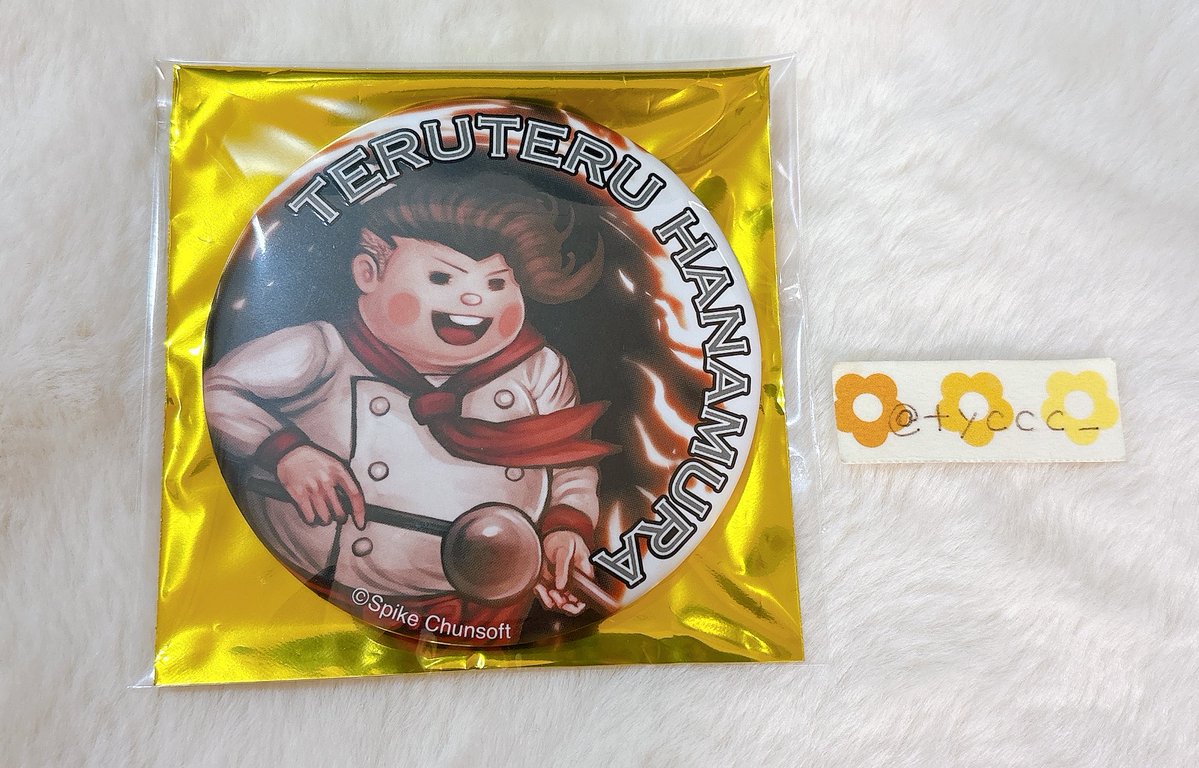 TERUTERU HANAMURA
©Spike Chunsoft
@tyccc_